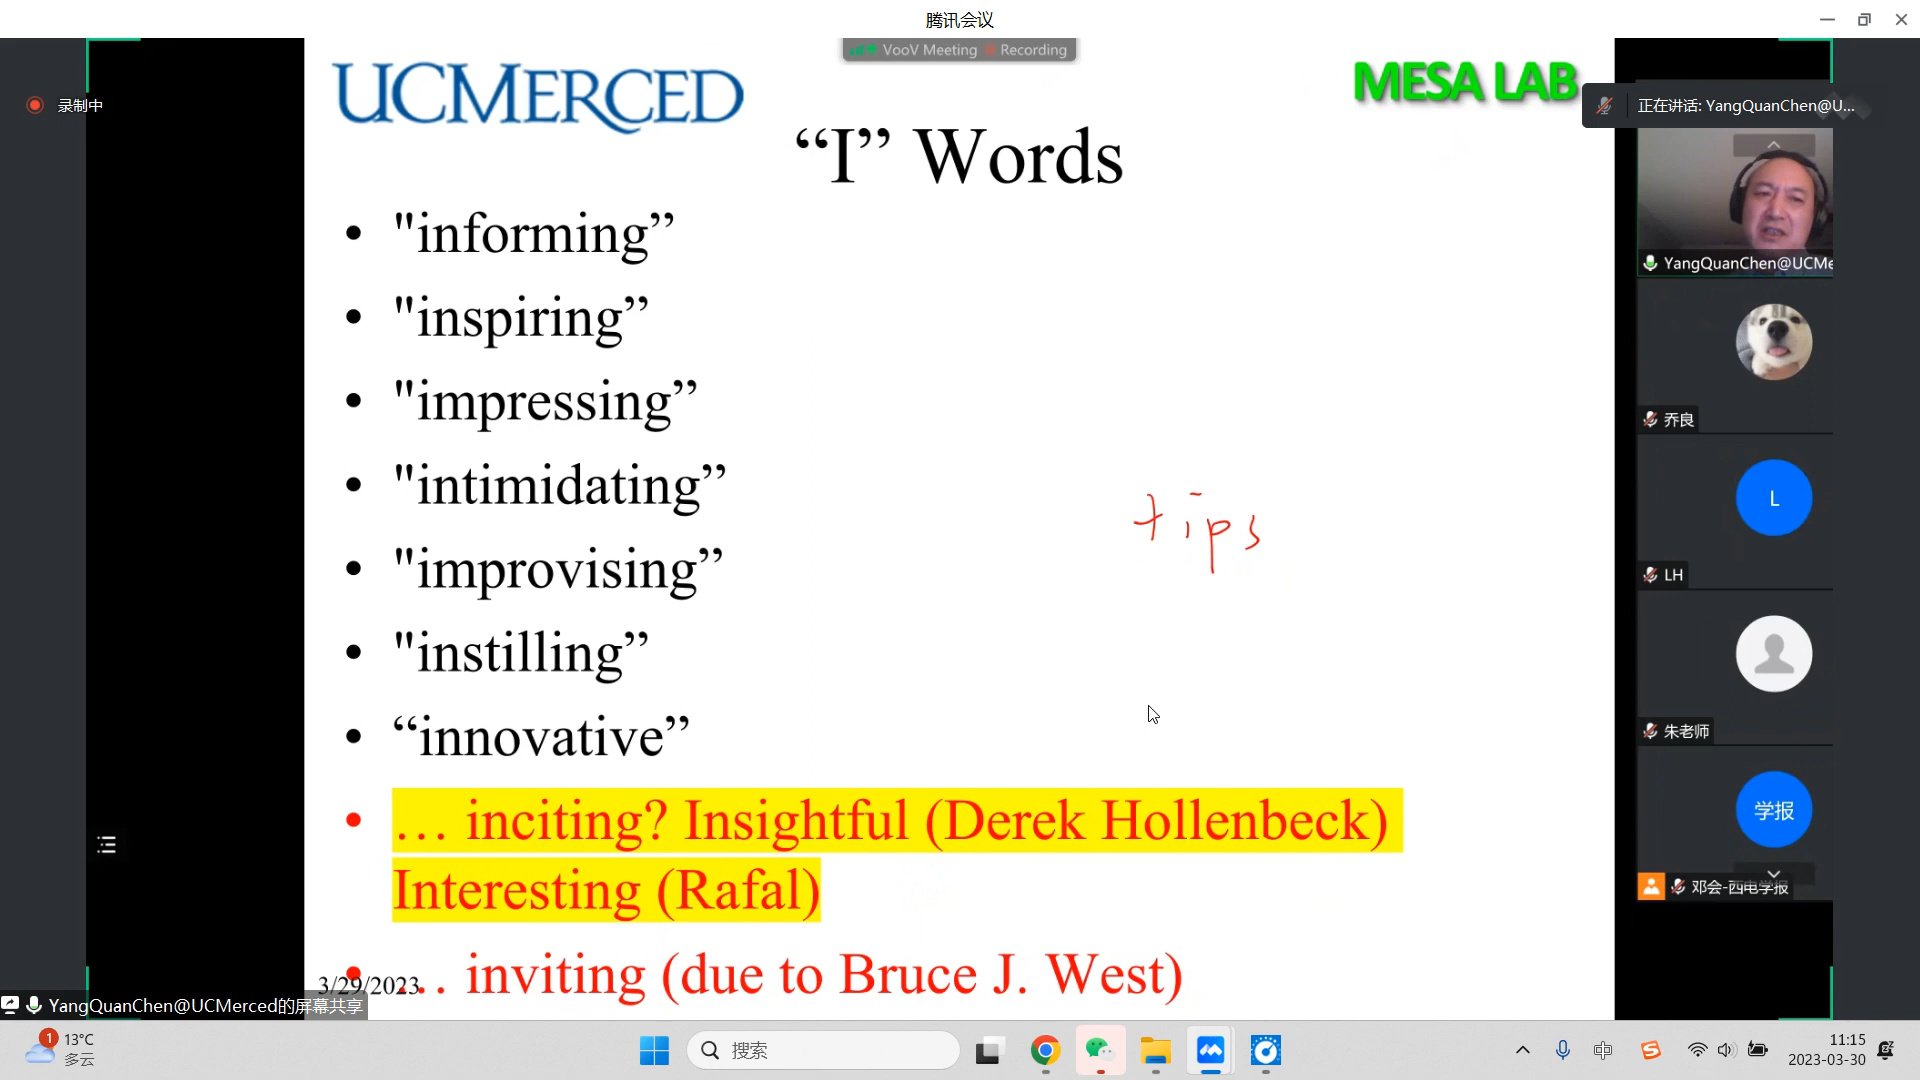 腾讯会议
VooV Meeting Recording
录制中
UCMERCED
MESA LAB
正在讲话: YangQuanChen@U...
“I” Words
• "informing”
• "inspiring”
• "impressing”
• "intimidating”
• "improvising”
• "instilling”
• “innovative”
• … inciting? Insightful (Derek Hollenbeck)
Interesting (Rafal)
• … inviting (due to Bruce J. West)
tips
3/29/2023
YangQuanChen@UCMe
乔良
L
LH
朱老师
学报
邓会-西电学报
YangQuanChen@UCMerced的屏幕共享
1
13°C
多云
搜索
中
11:15
2023-03-30